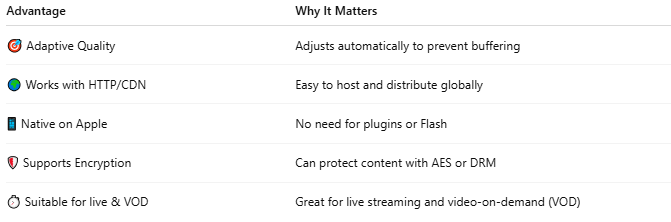 Advantage Why It Matters
🎯 Adaptive Quality Adjusts automatically to prevent buffering
🌍 Works with HTTP/CDN Easy to host and distribute globally
📱 Native on Apple No need for plugins or Flash
🛡️ Supports Encryption Can protect content with AES or DRM
⏱️ Suitable for live & VOD Great for live streaming and video-on-demand (VOD)